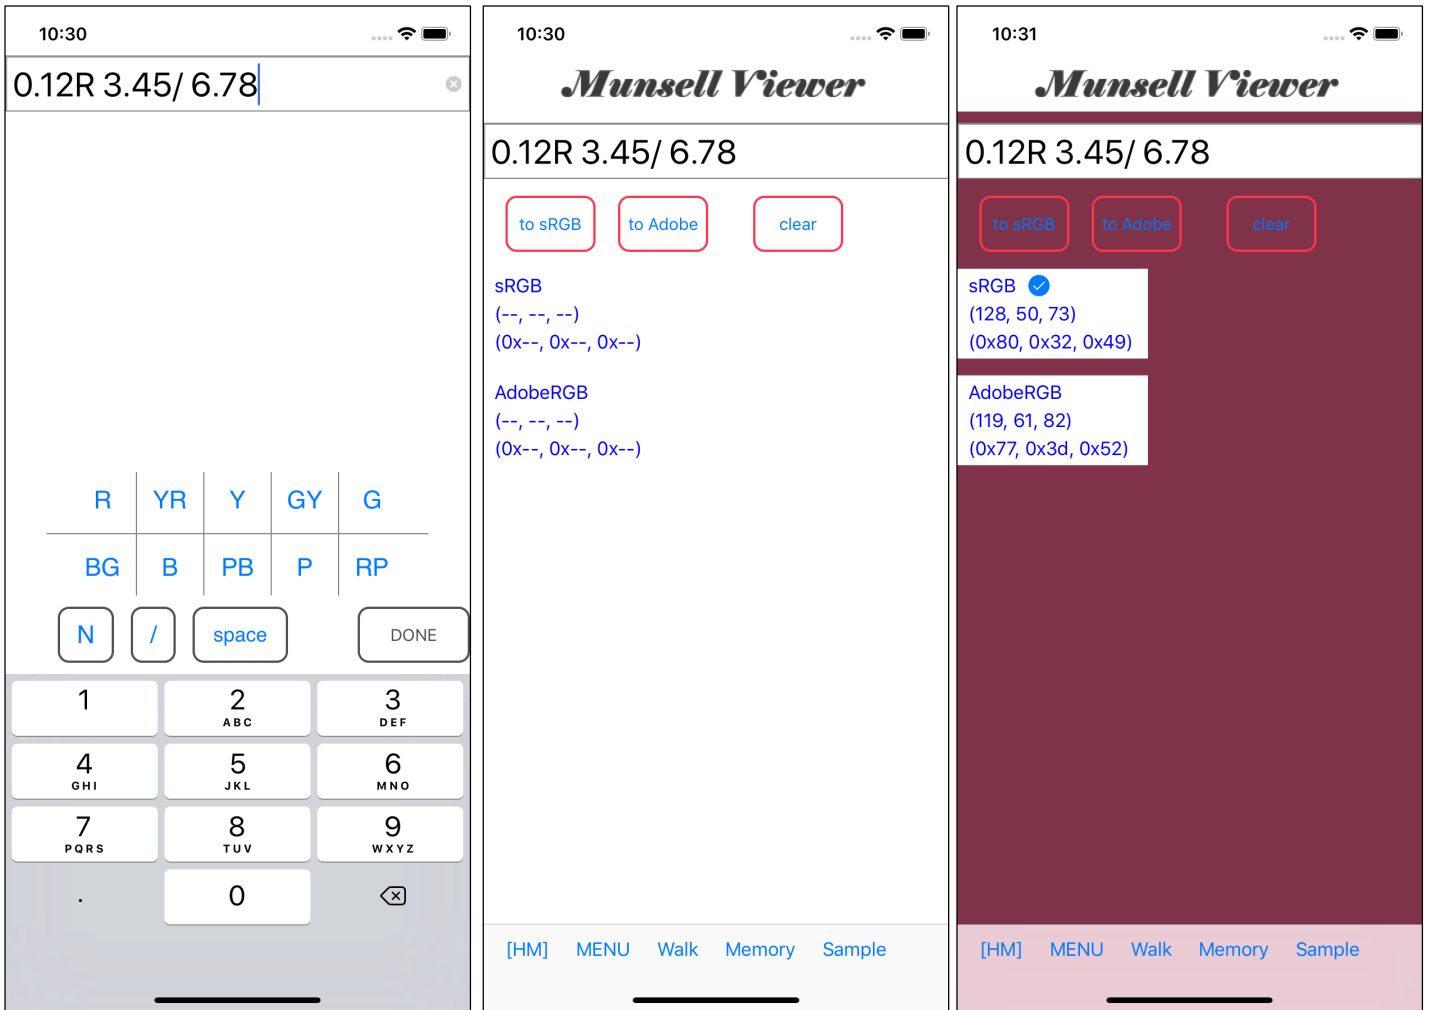 10:30
0.12R 3.45/ 6.78
R YR Y GY G
BG B PB P RP
N / space DONE
1 2 3
ABC DEF
4 5 6
GHI JKL MNO
7 8 9
PQRS TUV WXYZ
. 0
10:30
Munsell Viewer
0.12R 3.45/ 6.78
to sRGB to Adobe clear
sRGB
(--, --, --)
(0x--, 0x--, 0x--)
AdobeRGB
(--, --, --)
(0x--, 0x--, 0x--)
[HM] MENU Walk Memory Sample
10:31
Munsell Viewer
0.12R 3.45/ 6.78
to sRGB to Adobe clear
sRGB
(128, 50, 73)
(0x80, 0x32, 0x49)
AdobeRGB
(119, 61, 82)
(0x77, 0x3d, 0x52)
[HM] MENU Walk Memory Sample